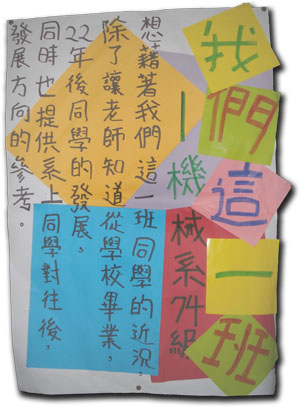 我們這一班
—機械系74級
想藉著我們這一班同學的近況，
除了讓老師知道從學校畢業，
22年後同學的發展，
同時也提供系上同學對往後，
發展方向的參考。